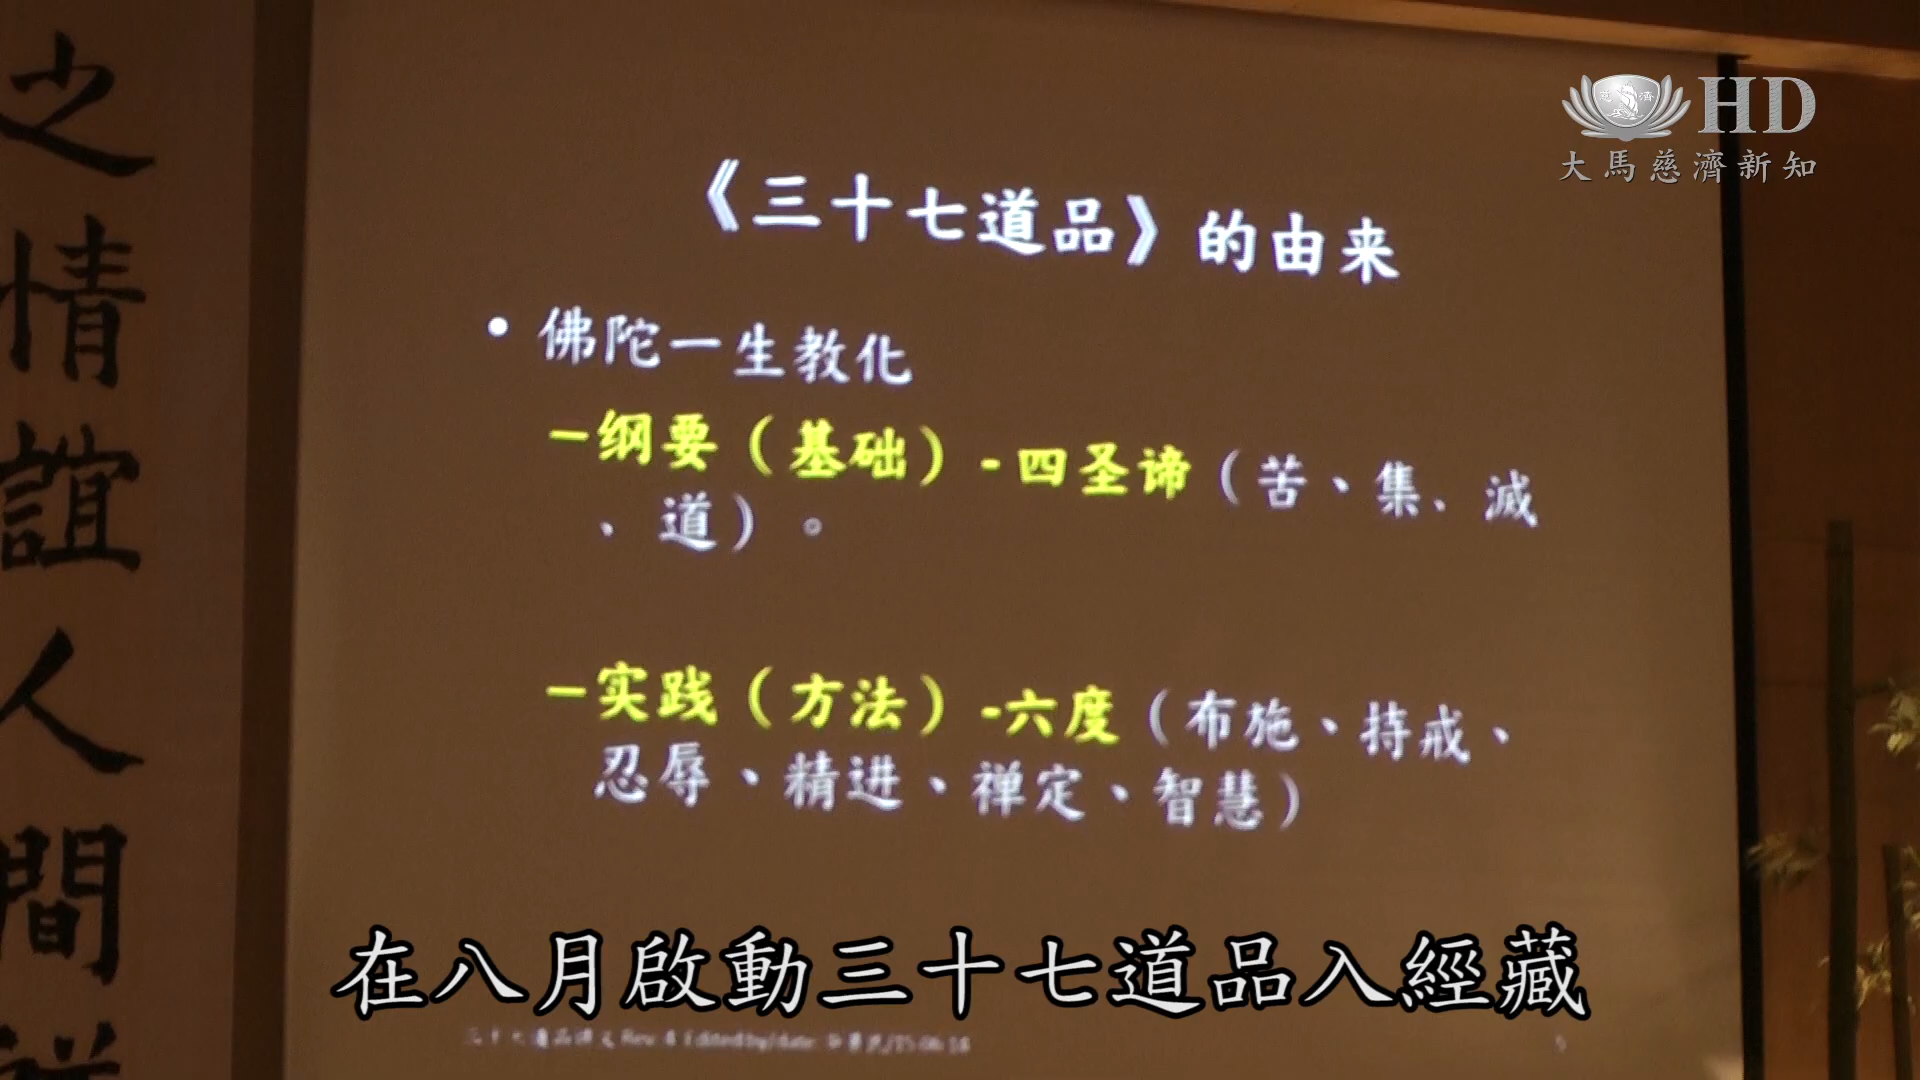 之情誼人間
HD
大馬慈濟新知
《三十七道品》的由来
• 佛陀一生教化
–纲要（基础）-四圣谛（苦、集、滅
、道）。
–实践（方法）-六度（布施、持戒、
忍辱、精进、禅定、智慧）
在八月啟動三十七道品入經藏